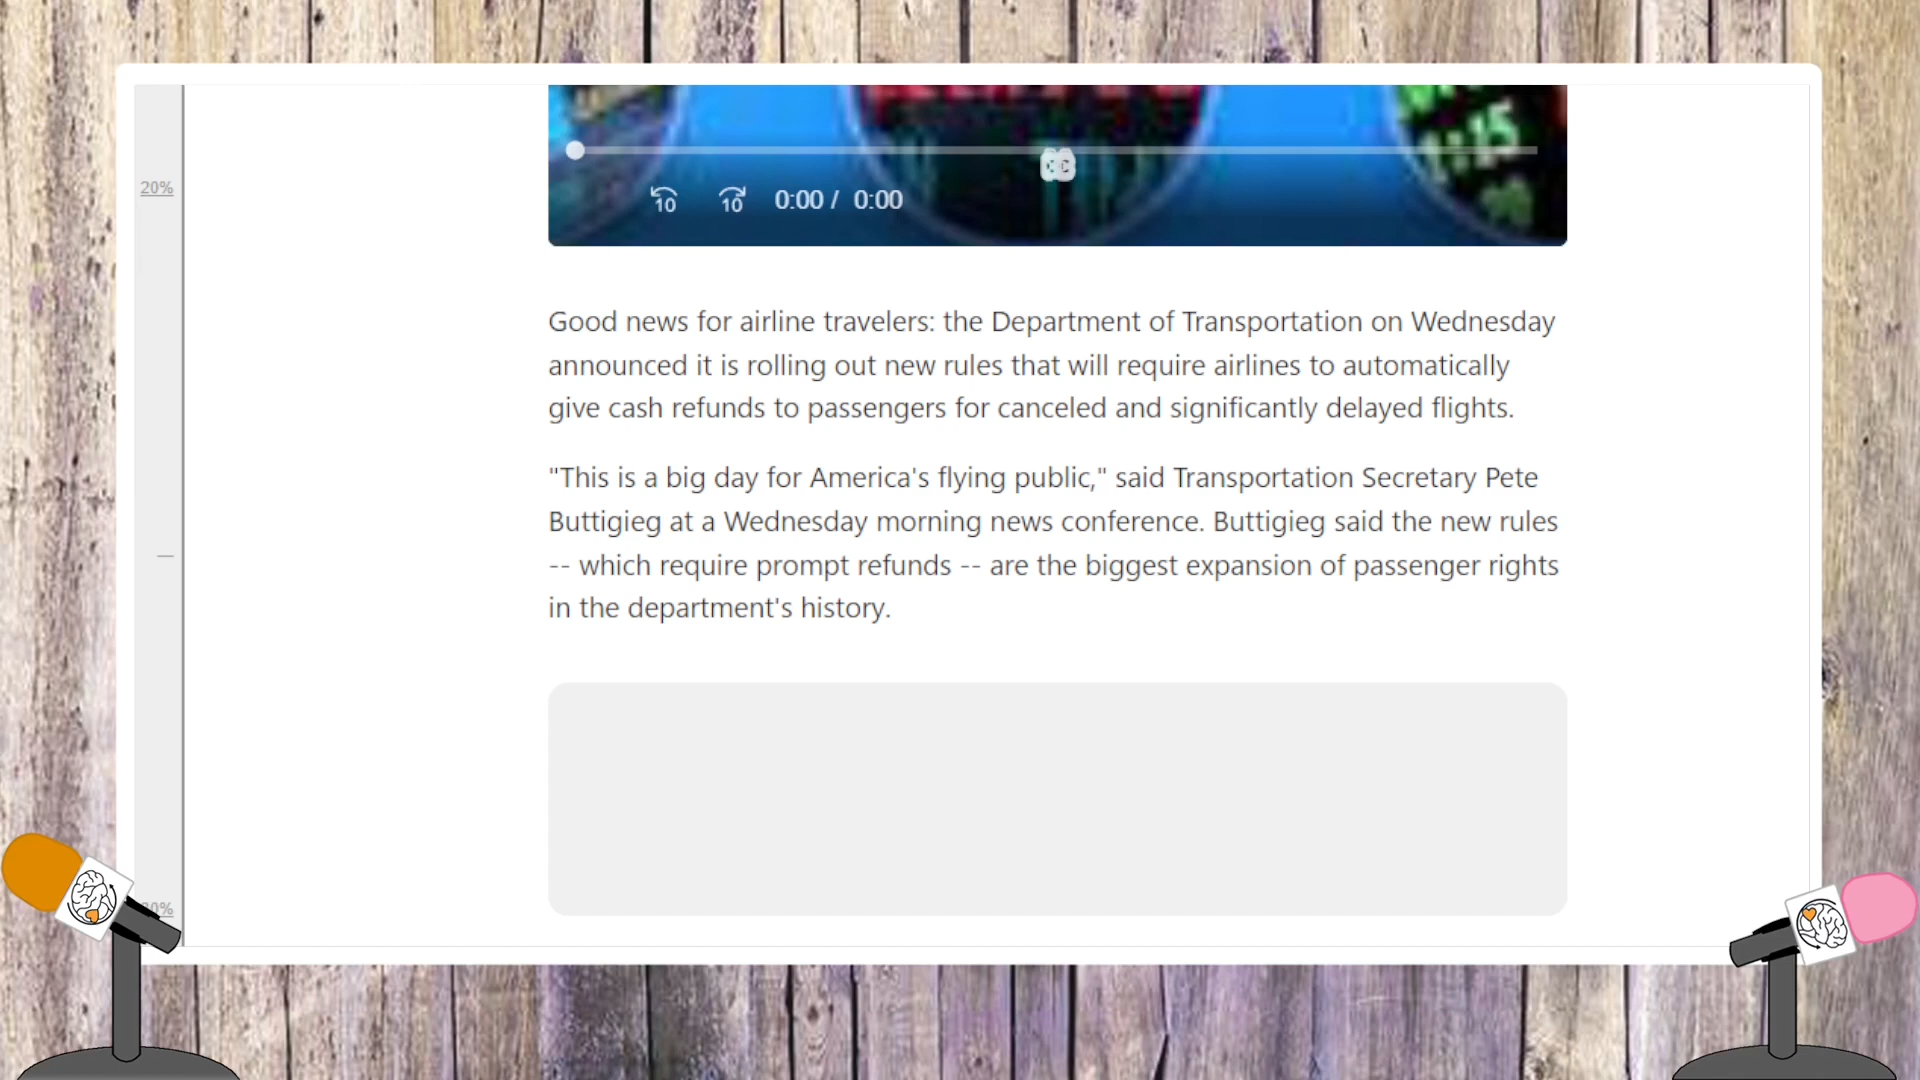 20%
:15
10
10
0:00 / 0:00
CC
Good news for airline travelers: the Department of Transportation on Wednesday
announced it is rolling out new rules that will require airlines to automatically
give cash refunds to passengers for canceled and significantly delayed flights.
"This is a big day for America's flying public," said Transportation Secretary Pete
Buttigieg at a Wednesday morning news conference. Buttigieg said the new rules
-- which require prompt refunds -- are the biggest expansion of passenger rights
in the department's history.